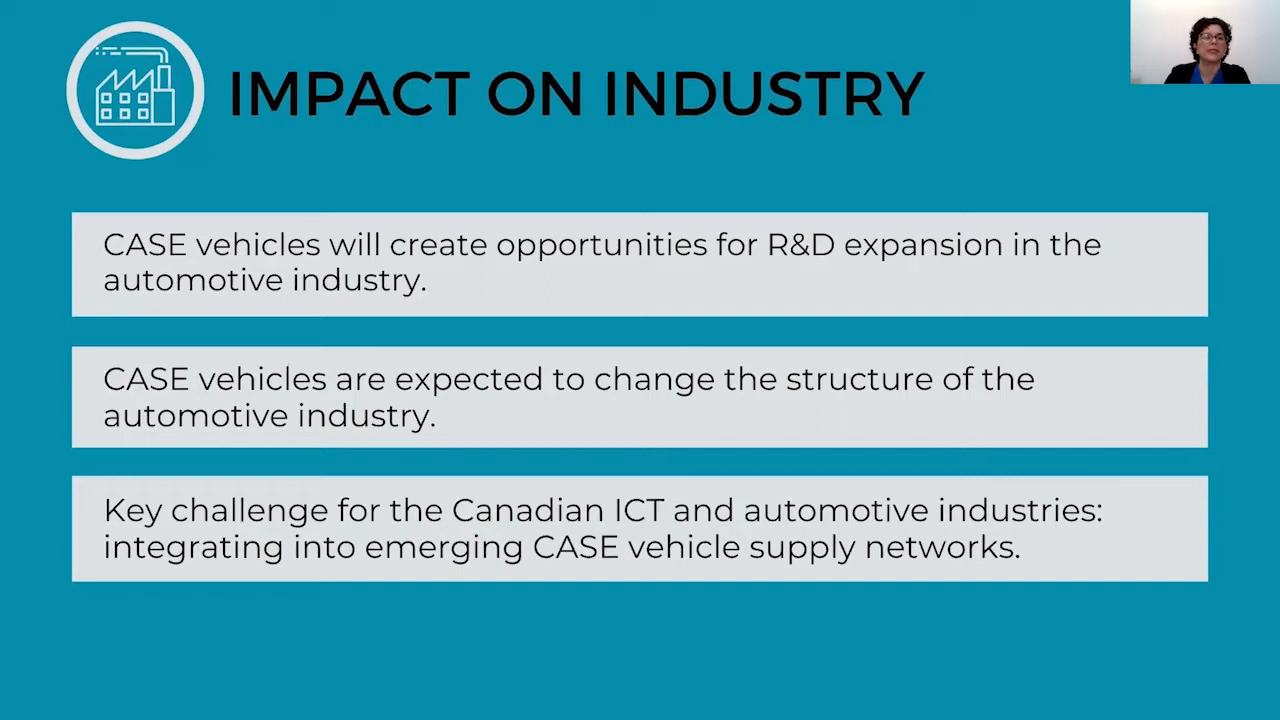 IMPACT ON INDUSTRY
CASE vehicles will create opportunities for R&D expansion in the
automotive industry.
CASE vehicles are expected to change the structure of the
automotive industry.
Key challenge for the Canadian ICT and automotive industries:
integrating into emerging CASE vehicle supply networks.